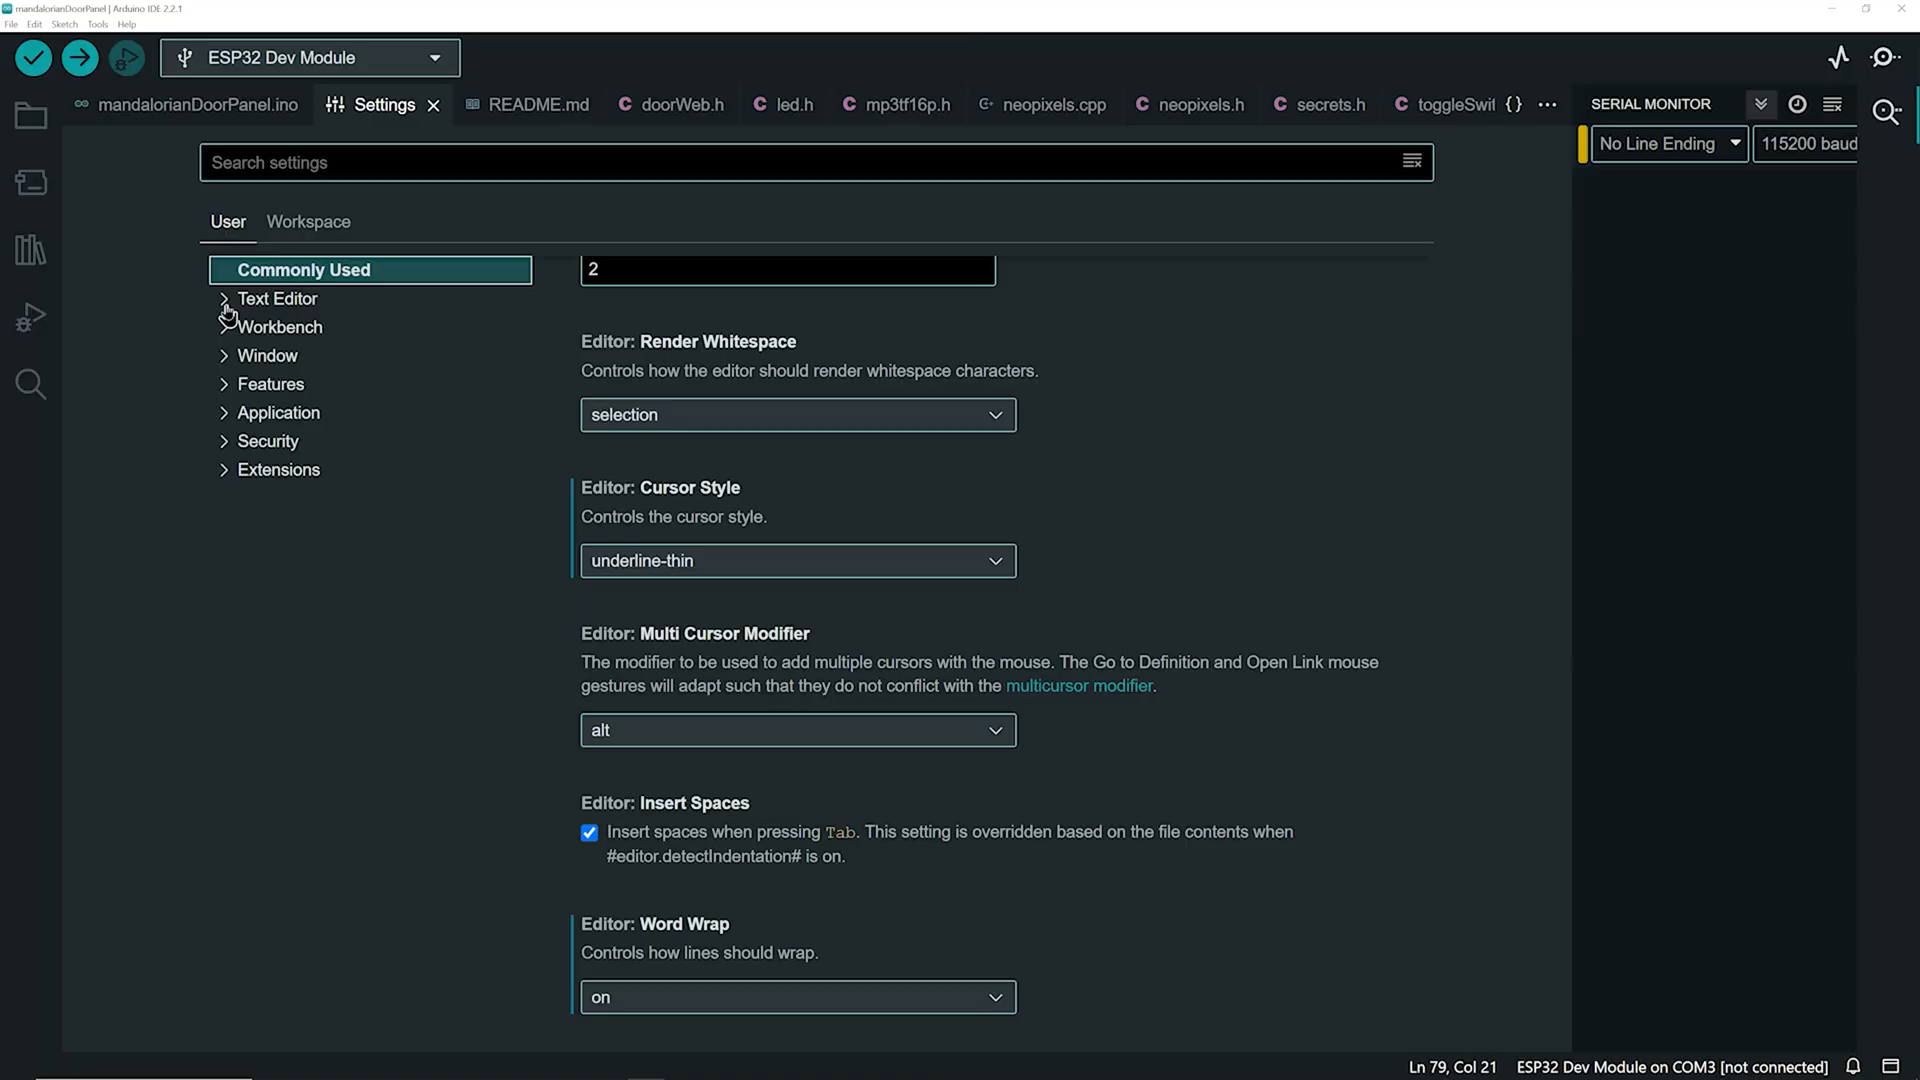 mandalorianDoorPanel | Arduino IDE 2.2.1
File Edit Sketch Tools Help
ESP32 Dev Module
mandalorianDoorPanel.ino Settings README.md doorWeb.h led.h mp3tf16p.h neopixels.cpp neopixels.h secrets.h toggleSwit {} ...
SERIAL MONITOR
No Line Ending 115200 baud
Search settings
User Workspace
Commonly Used
Text Editor
Workbench
Window
Features
Application
Security
Extensions
2
Editor: Render Whitespace
Controls how the editor should render whitespace characters.
selection
Editor: Cursor Style
Controls the cursor style.
underline-thin
Editor: Multi Cursor Modifier
The modifier to be used to add multiple cursors with the mouse. The Go to Definition and Open Link mouse
gestures will adapt such that they do not conflict with the multicursor modifier.
alt
Editor: Insert Spaces
Insert spaces when pressing Tab. This setting is overridden based on the file contents when
#editor.detectIndentation# is on.
Editor: Word Wrap
Controls how lines should wrap.
on
Ln 79, Col 21 ESP32 Dev Module on COM3 [not connected]